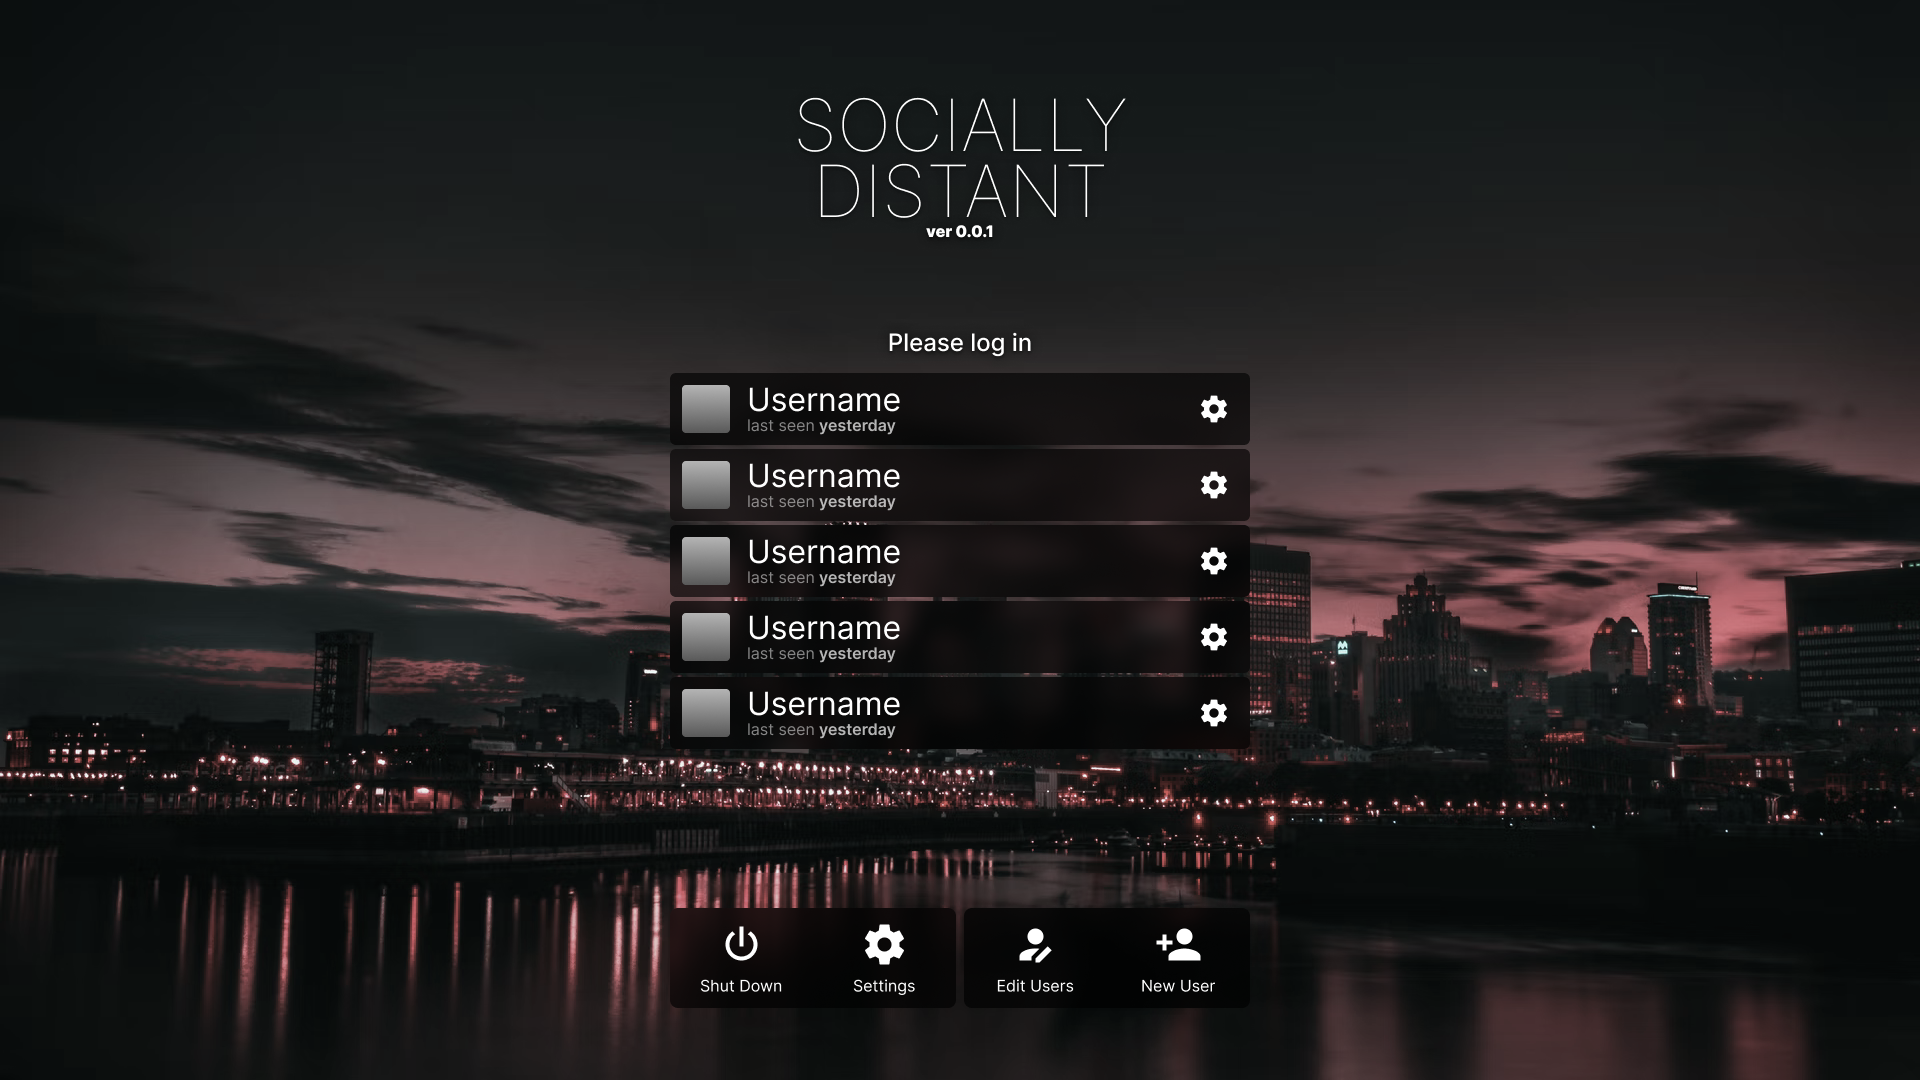 SOCIALLY
DISTANT
ver 0.0.1
Please log in
Username
last seen yesterday
Username
last seen yesterday
Username
last seen yesterday
Username
last seen yesterday
Username
last seen yesterday
Shut Down
Settings
Edit Users
New User